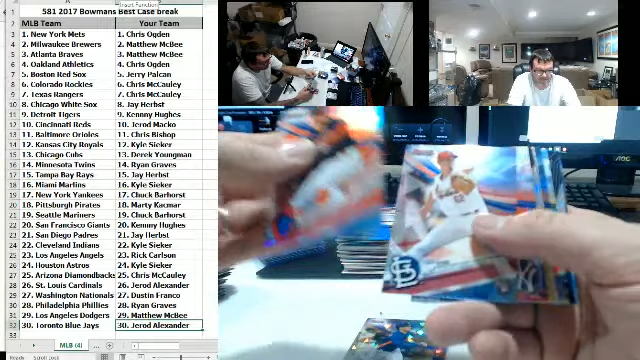 Insert Function
581 2017 Bowmans Best Case break
MLB Team Your Team
1. New York Mets 1. Chris Ogden
2. Milwaukee Brewers 2. Matthew McBee
3. Atlanta Braves 3. Matthew McBee
4. Oakland Athletics 4. Chris Ogden
5. Boston Red Sox 5. Jerry Palcan
6. Colorado Rockies 6. Chris McCauley
7. Texas Rangers 7. Chris McCauley
8. Chicago White Sox 8. Jay Herbst
9. Detroit Tigers 9. Kennny Hughes
10. Cincinnati Reds 10. Jerod Macko
11. Baltimore Orioles 11. Chris Bishop
12. Kansas City Royals 12. Kyle Sieker
13. Chicago Cubs 13. Derek Youngman
14. Minnesota Twins 14. Ryan Graves
15. Tampa Bay Rays 15. Jay Herbst
16. Miami Marlins 16. Kyle Sieker
17. New York Yankees 17. Chuck Barhorst
18. Pittsburgh Pirates 18. Marty Kacmar
19. Seattle Mariners 19. Chuck Barhorst
20. San Francisco Giants 20. Kemmy Hughes
21. San Diego Padres 21. Jay Herbst
22. Cleveland Indians 22. Kyle Sieker
23. Los Angeles Angels 23. Rick Carlson
24. Houston Astros 24. Kyle Sieker
25. Arizona Diamondbacks 25. Chris McCauley
26. St. Louis Cardinals 26. Jerod Alexander
27. Washington Nationals 27. Dustin Franco
28. Philadelphia Phillies 28. Ryan Graves
29. Los Angeles Dodgers 29. Matthew McBee
30. Toronto Blue Jays 30. Jerod Alexander
MLB (4)
Ready Scroll Lock